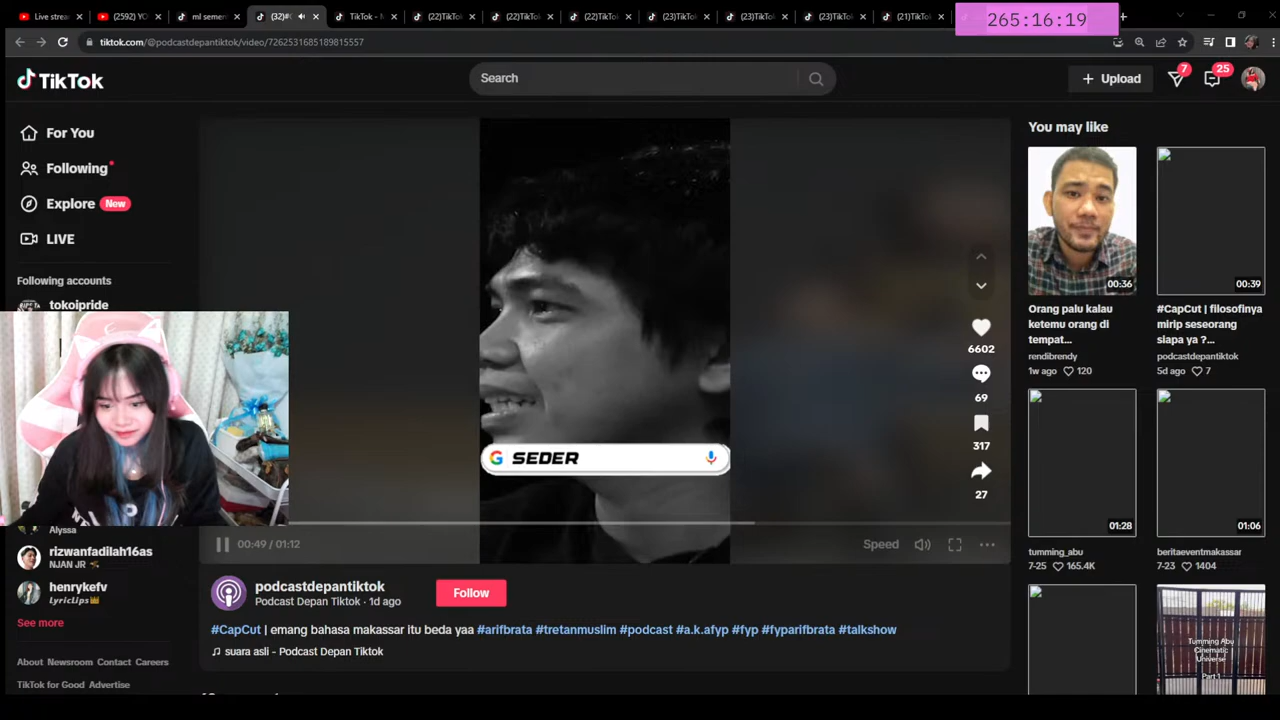 Live strea
(2592) YO
ml semer
(32)#
TikTok - M
(22)TikTo
(22)TikTo
(22)TikTo
(23)TikTo
(23)TikTo
(23)TikTo
(21)TikTo
265:16:19
tiktok.com/@podcastdepantiktok/video/7262531685189815557
TikTok
Search
Upload
7
25
For You
Following
Explore
New
LIVE
Following accounts
tokoipride
Alyssa
rizwanfadilah16as
NJAN JR
henrykefv
LyricLips
See more
About Newsroom Contact Careers
TikTok for Good Advertise
SEDER
6602
69
317
27
00:49 / 01:12
Speed
podcastdepantiktok
Podcast Depan Tiktok · 1d ago
Follow
#CapCut | emang bahasa makassar itu beda yaa #arifbrata #tretanmuslim #podcast #a.k.afyp #fyp #fyparifbrata #talkshow
suara asli - Podcast Depan Tiktok
You may like
00:36
Orang palu kalau
ketemu orang di
tempat...
rendibrendy
1w ago 120
00:39
#CapCut | filosofinya
mirip seseorang
siapa ya ?...
podcastdepantiktok
5d ago 7
01:28
tumming_abu
7-25 165.4K
01:06
beritaeventmakassar
7-23 1404
Tumming Abu
Cinematic
Universe
Part 1